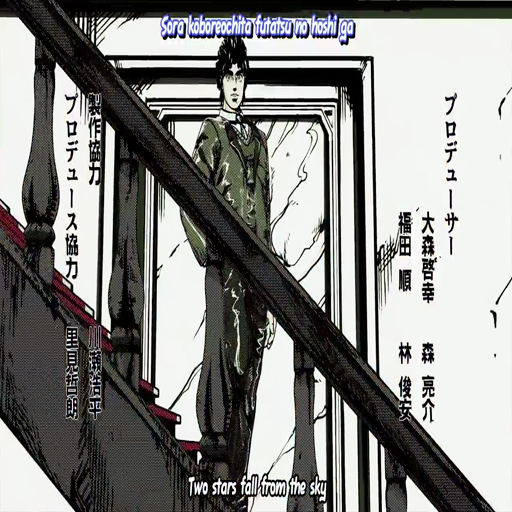 Sora koboreochita futatsu no hoshi ga
プロデューサー
大森啓幸
福田 順
森 亮介
林 俊安
製作協力
プロデュース協力
川瀬浩平
里見哲朗
Two stars fall from the sky